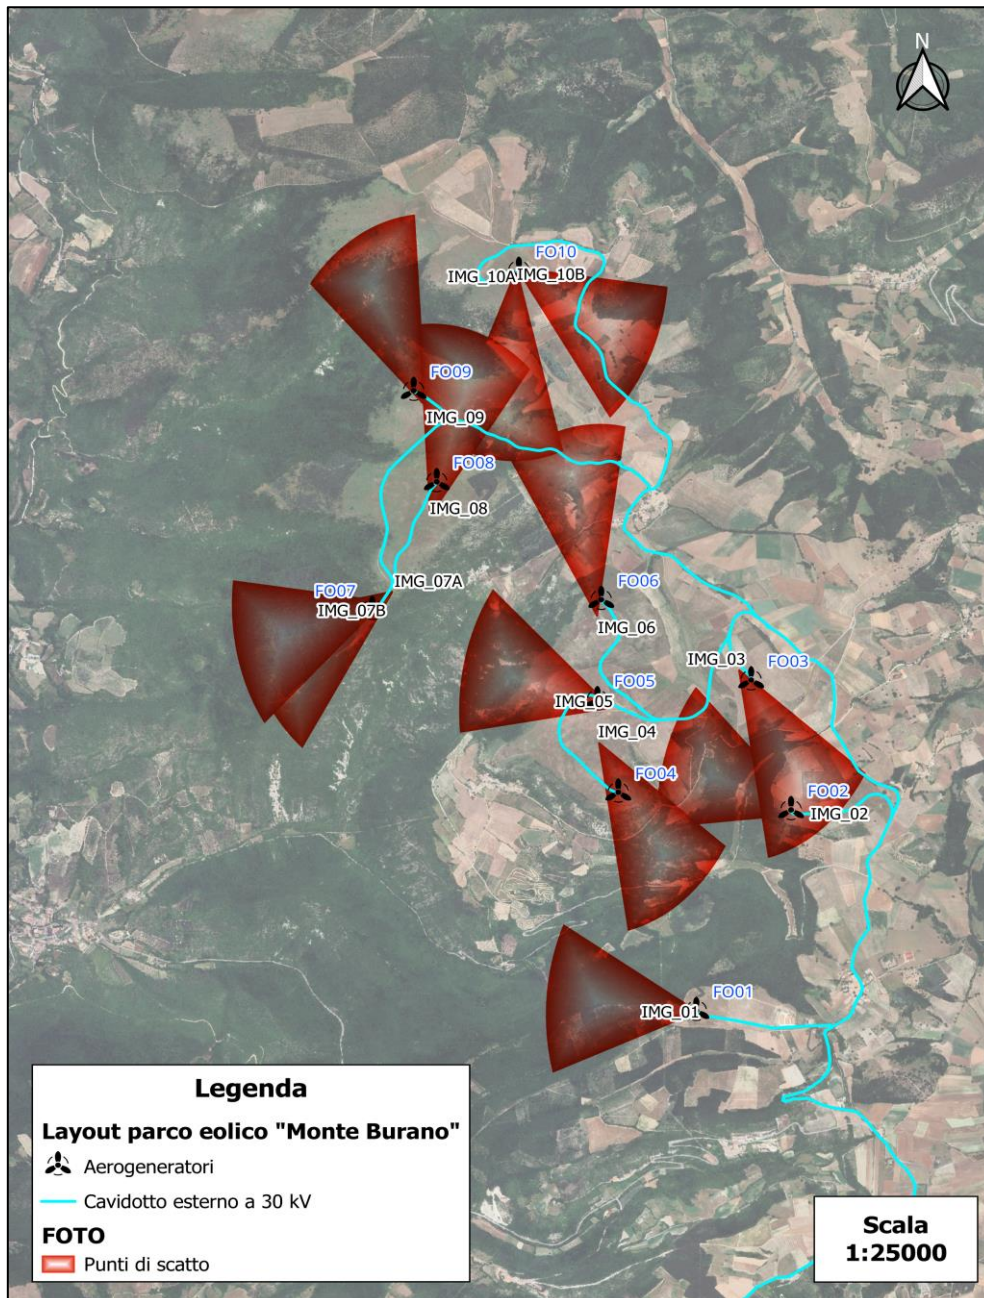 N
FO10
IMG_10A
IMG_10B
FO09
IMG_09
FO08
IMG_08
IMG_07A
FO07
IMG_07B
FO06
IMG_06
IMG_03
FO03
FO05
IMG_05
IMG_04
FO04
FO02
IMG_02
FO01
IMG_01
Legenda
Layout parco eolico "Monte Burano"
Aerogeneratori
Cavidotto esterno a 30 kV
FOTO
Punti di scatto
Scala
1:25000